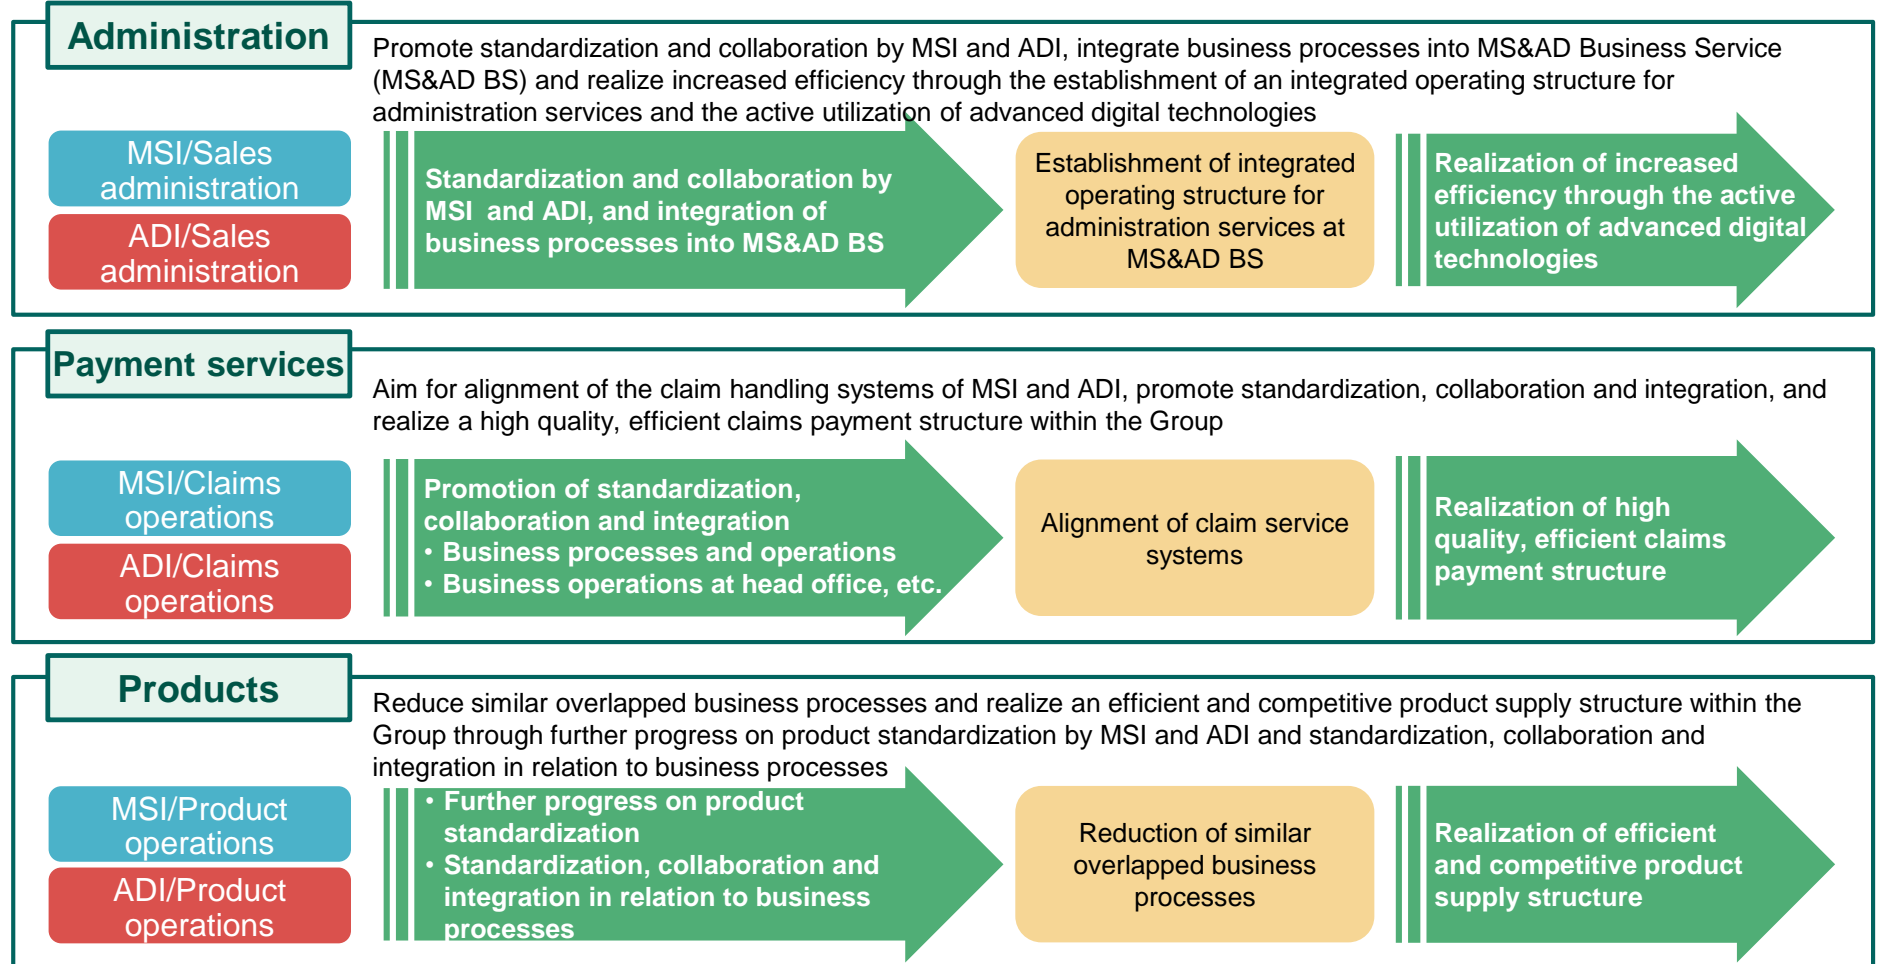 Administration
Promote standardization and collaboration by MSI and ADI, integrate business processes into MS&AD Business Service
(MS&AD BS) and realize increased efficiency through the establishment of an integrated operating structure for
administration services and the active utilization of advanced digital technologies
MSI/Sales
administration
ADI/Sales
administration
Standardization and collaboration by
MSI and ADI, and integration of
business processes into MS&AD BS
Establishment of integrated
operating structure for
administration services at
MS&AD BS
Realization of increased
efficiency through the active
utilization of advanced digital
technologies
Payment services
Aim for alignment of the claim handling systems of MSI and ADI, promote standardization, collaboration and integration, and
realize a high quality, efficient claims payment structure within the Group
MSI/Claims
operations
ADI/Claims
operations
Promotion of standardization,
collaboration and integration
• Business processes and operations
• Business operations at head office, etc.
Alignment of claim service
systems
Realization of high
quality, efficient claims
payment structure
Products
Reduce similar overlapped business processes and realize an efficient and competitive product supply structure within the
Group through further progress on product standardization by MSI and ADI and standardization, collaboration and
integration in relation to business processes
MSI/Product
operations
ADI/Product
operations
• Further progress on product
standardization
• Standardization, collaboration and
integration in relation to business
processes
Reduction of similar
overlapped business
processes
Realization of efficient
and competitive product
supply structure